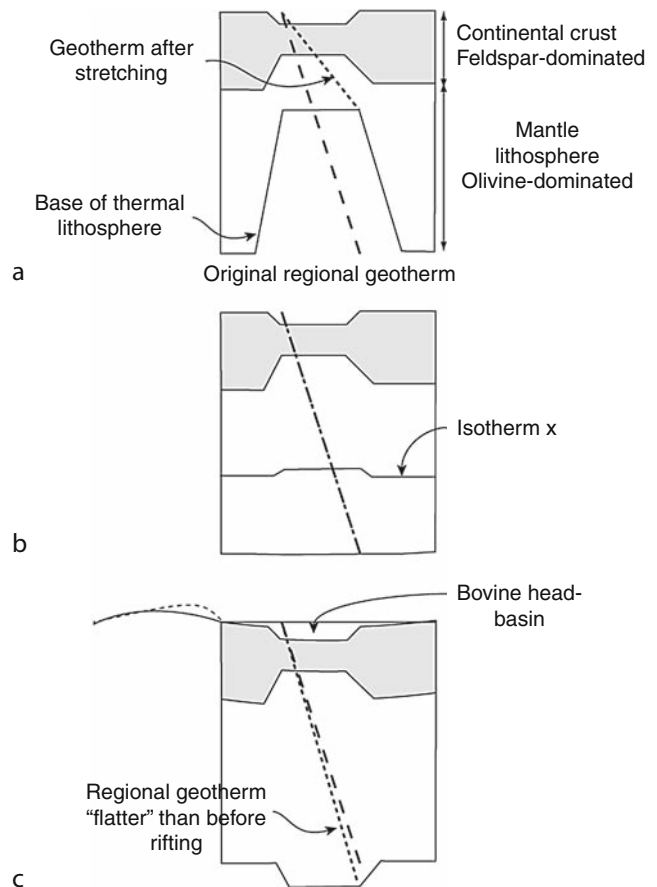 Geotherm after
stretching
Continental crust
Feldspar-dominated
Mantle
lithosphere
Olivine-dominated
Base of thermal
lithosphere
a
Original regional geotherm
Isotherm x
b
Bovine head-
basin
Regional geotherm
“flatter” than before
rifting
c